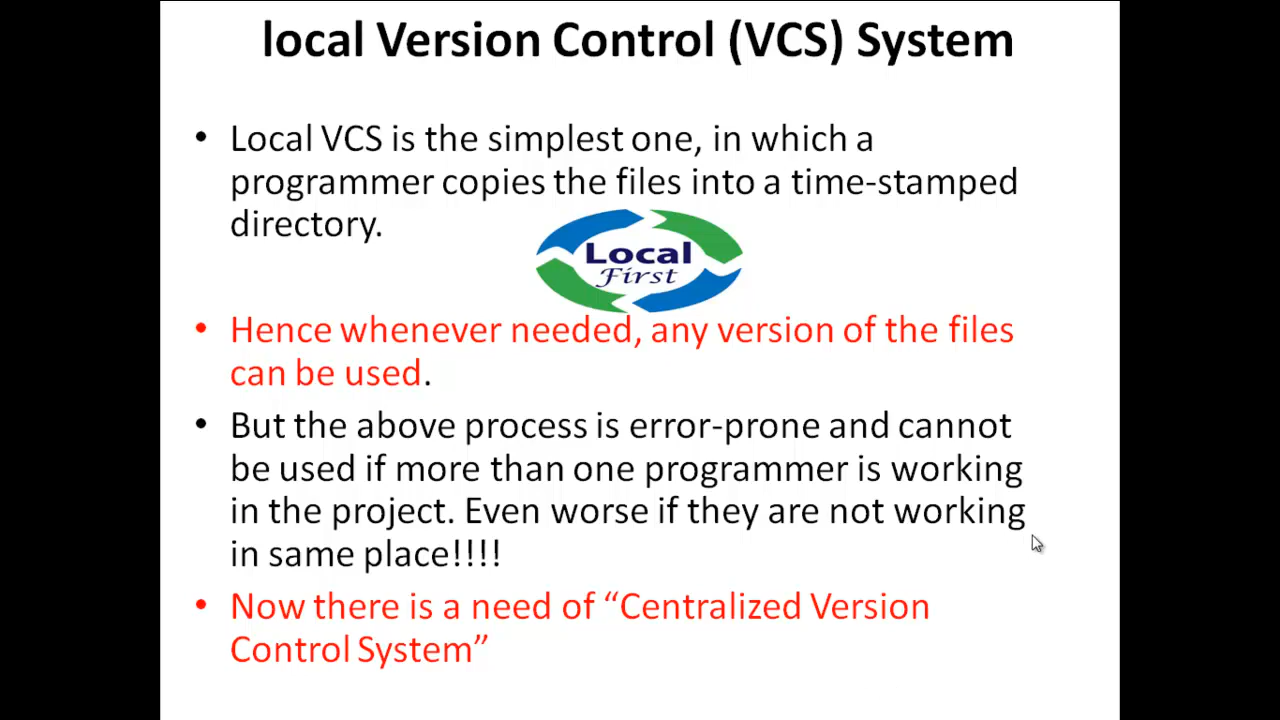 local Version Control (VCS) System
• Local VCS is the simplest one, in which a
programmer copies the files into a time-stamped
directory.
Local
First
• Hence whenever needed, any version of the files
can be used.
• But the above process is error-prone and cannot
be used if more than one programmer is working
in the project. Even worse if they are not working
in same place!!!!
• Now there is a need of “Centralized Version
Control System”